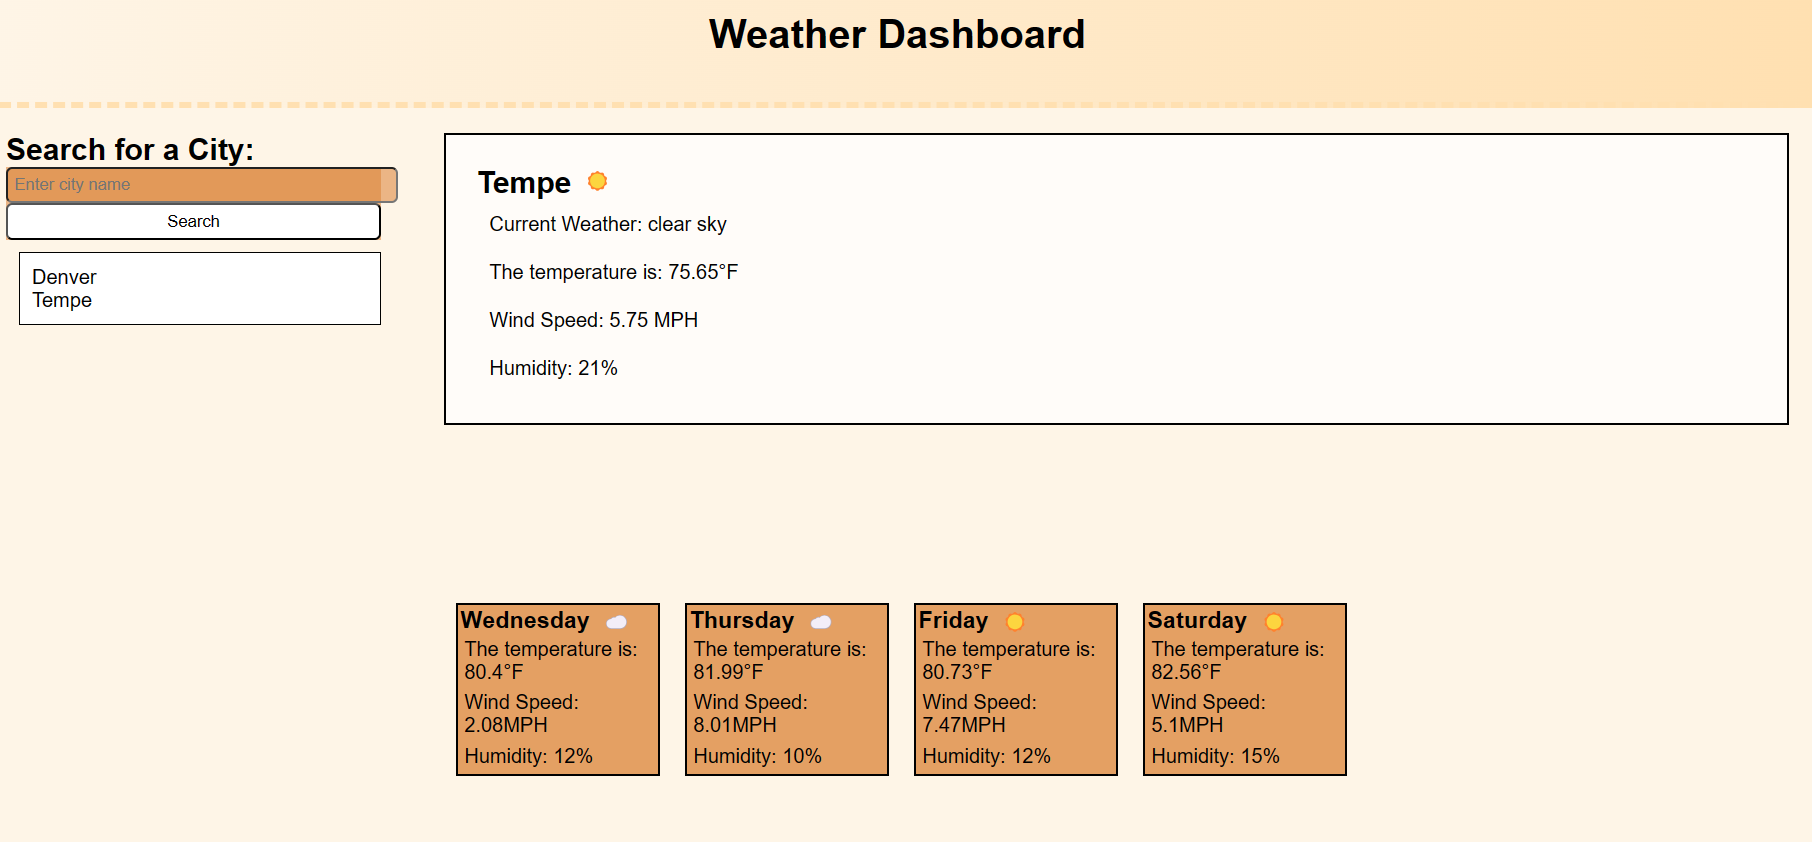 Weather Dashboard
Search for a City:
Enter city name
Search
Denver
Tempe
Tempe
Current Weather: clear sky
The temperature is: 75.65°F
Wind Speed: 5.75 MPH
Humidity: 21%
Wednesday
The temperature is:
80.4°F
Wind Speed:
2.08MPH
Humidity: 12%
Thursday
The temperature is:
81.99°F
Wind Speed:
8.01MPH
Humidity: 10%
Friday
The temperature is:
80.73°F
Wind Speed:
7.47MPH
Humidity: 12%
Saturday
The temperature is:
82.56°F
Wind Speed:
5.1MPH
Humidity: 15%